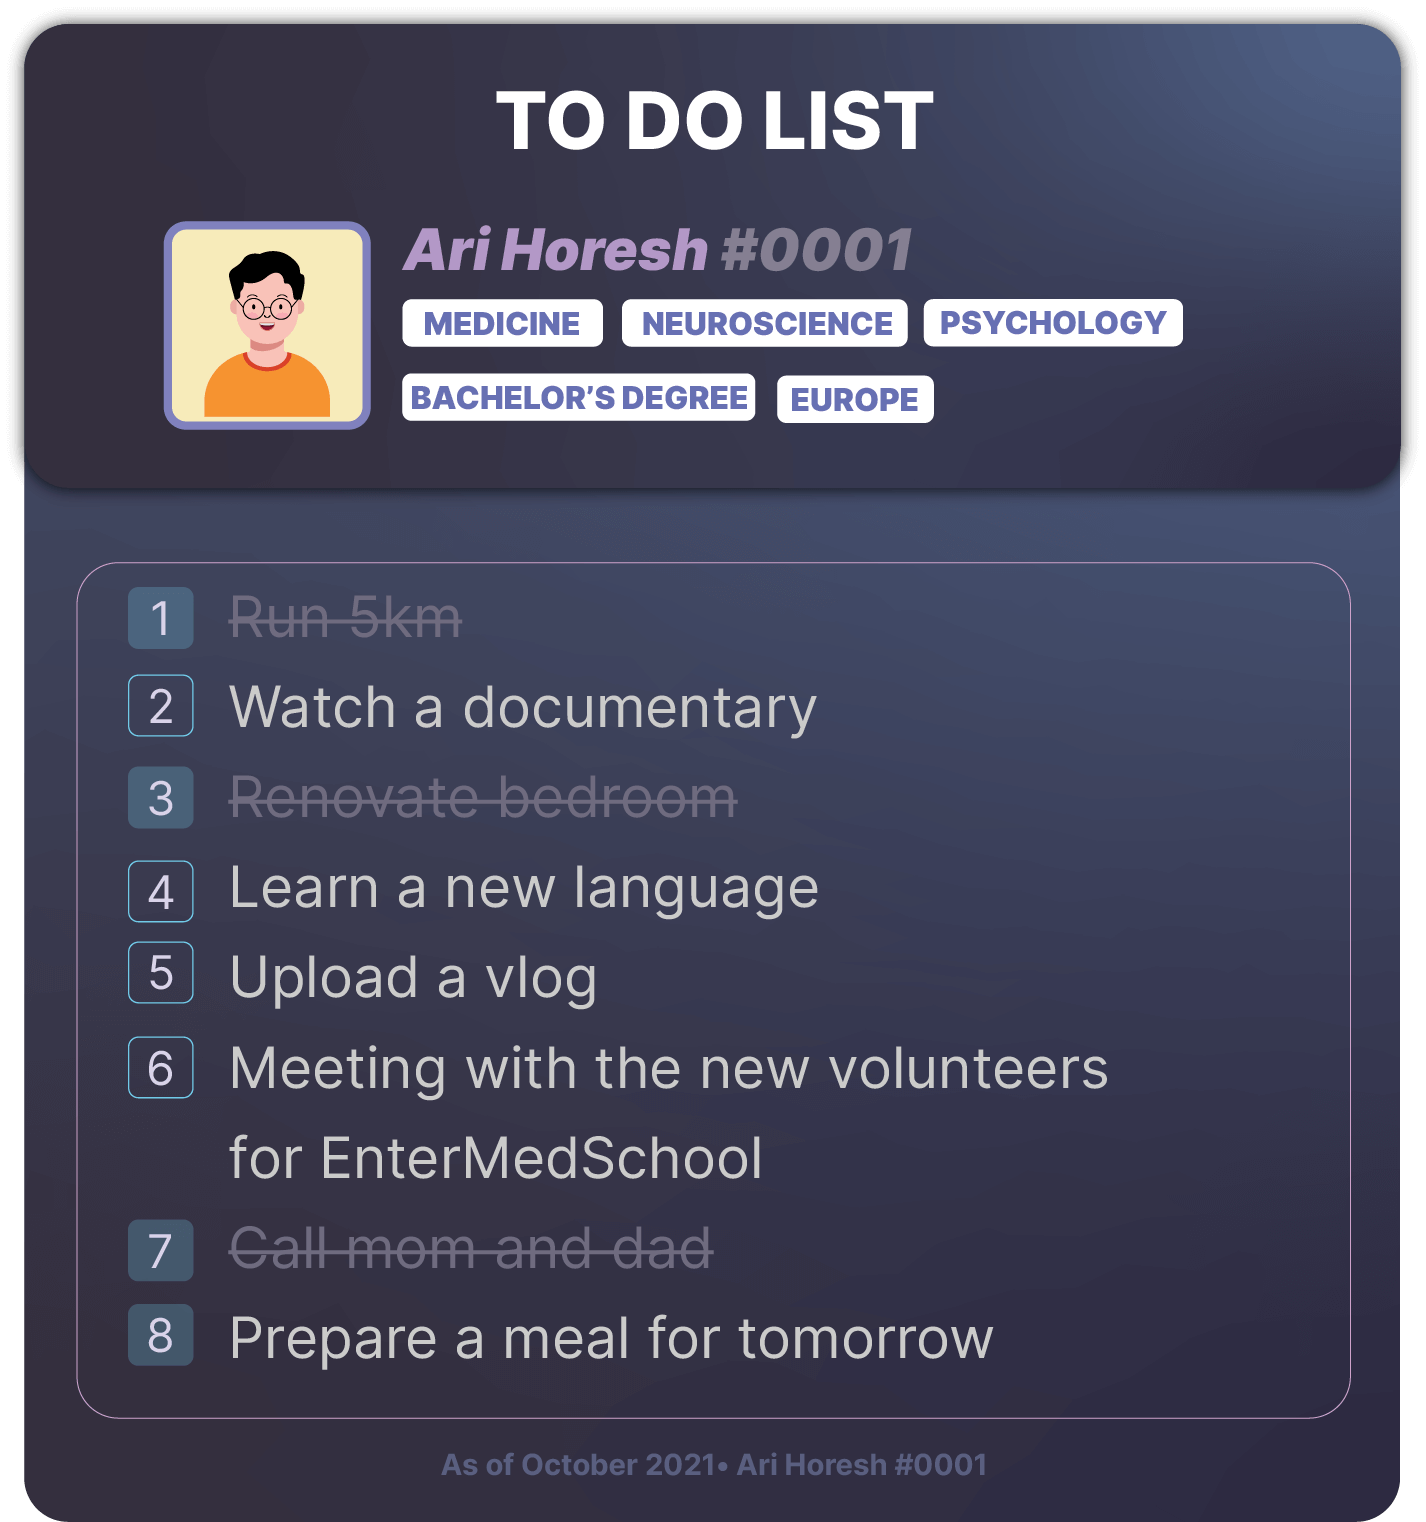 TO DO LIST
Ari Horesh #0001
MEDICINE NEUROSCIENCE PSYCHOLOGY
BACHELOR’S DEGREE EUROPE
1 Run 5km
2 Watch a documentary
3 Renovate bedroom
4 Learn a new language
5 Upload a vlog
6 Meeting with the new volunteers
for EnterMedSchool
7 Call mom and dad
8 Prepare a meal for tomorrow
As of October 2021• Ari Horesh #0001